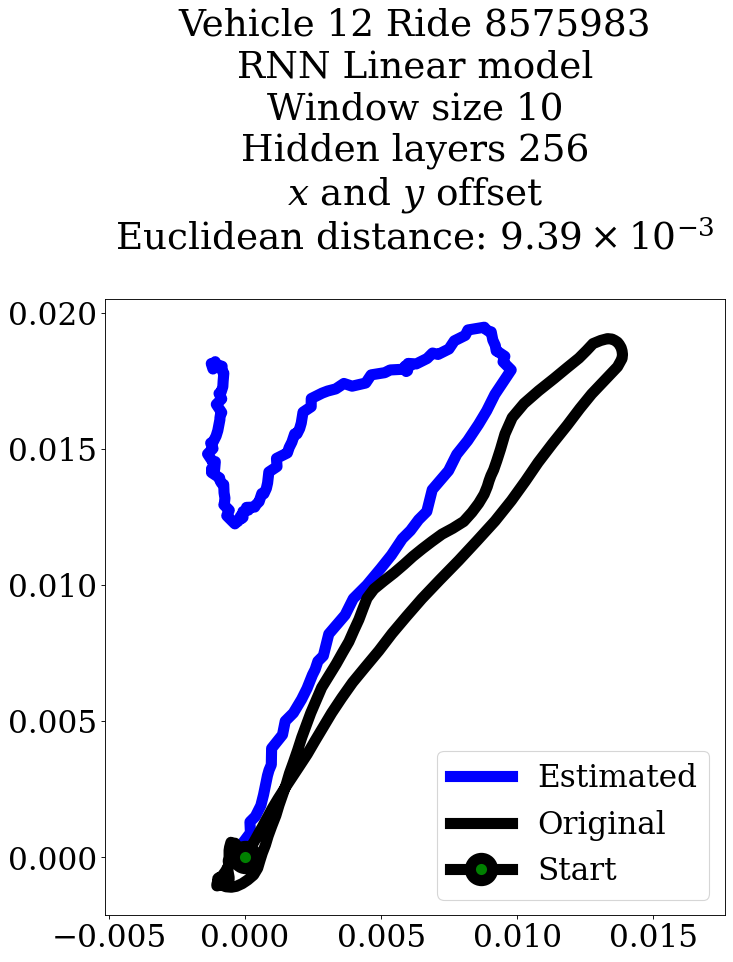 Vehicle 12 Ride 8575983
RNN Linear model
Window size 10
Hidden layers 256
x and y offset
Euclidean distance: 9.39 × 10⁻³
0.020
0.015
0.010
0.005
0.000
−0.005 0.000 0.005 0.010 0.015
Estimated
Original
Start